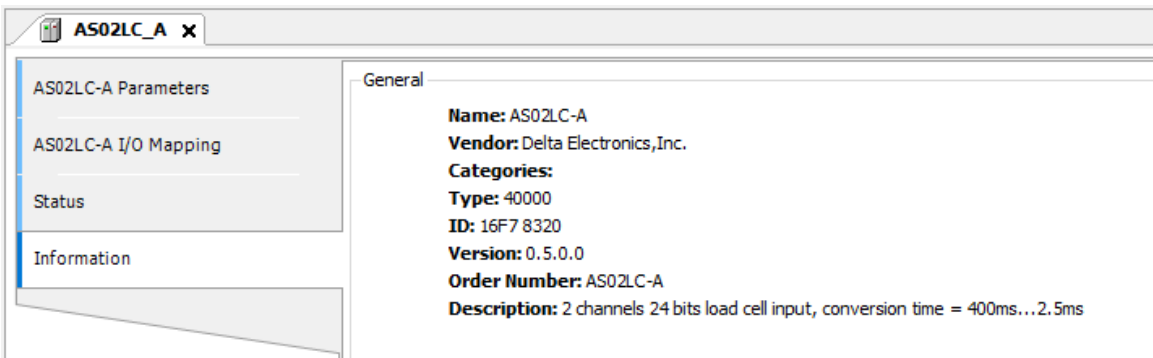 AS02LC_A
AS02LC-A Parameters
AS02LC-A I/O Mapping
Status
Information
General
Name: AS02LC-A
Vendor: Delta Electronics,Inc.
Categories:
Type: 40000
ID: 16F7 8320
Version: 0.5.0.0
Order Number: AS02LC-A
Description: 2 channels 24 bits load cell input, conversion time = 400ms...2.5ms